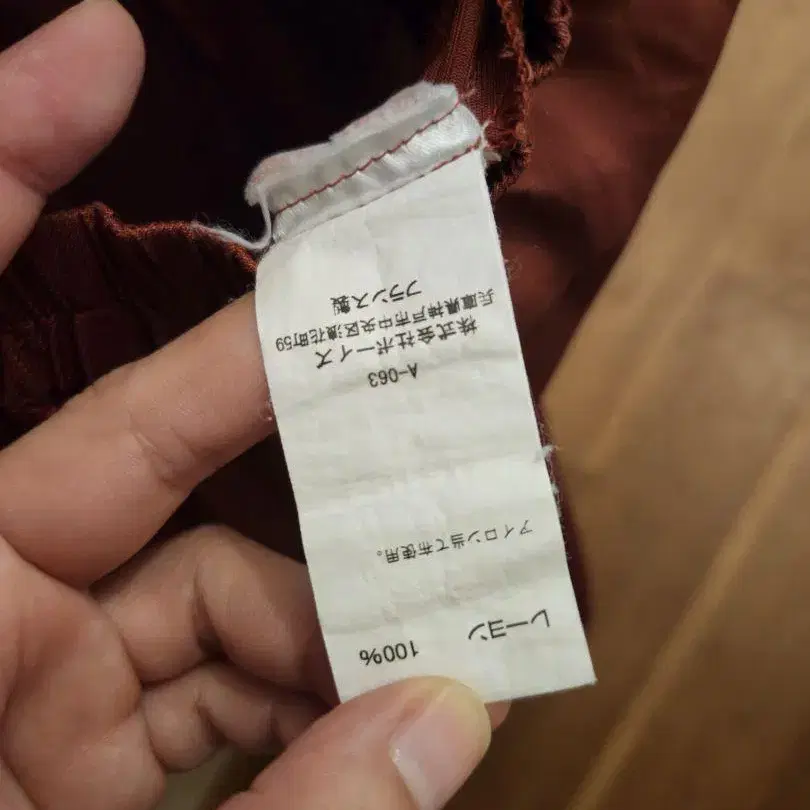 レーヨン 100%
アイロン当て布使用。
A-063
株式会社ボーイズ
兵庫県神戸市中央区浪花町59
フランス製